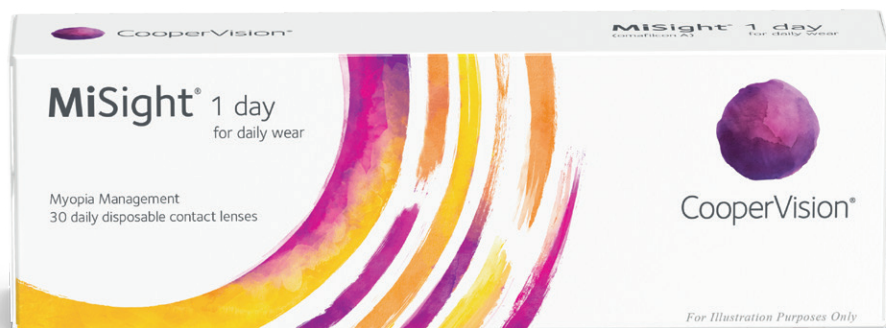 CooperVision®
MiSight® 1 day
(omafilcon A) for daily wear
MiSight® 1 day
for daily wear
Myopia Management
30 daily disposable contact lenses
CooperVision®
For Illustration Purposes Only